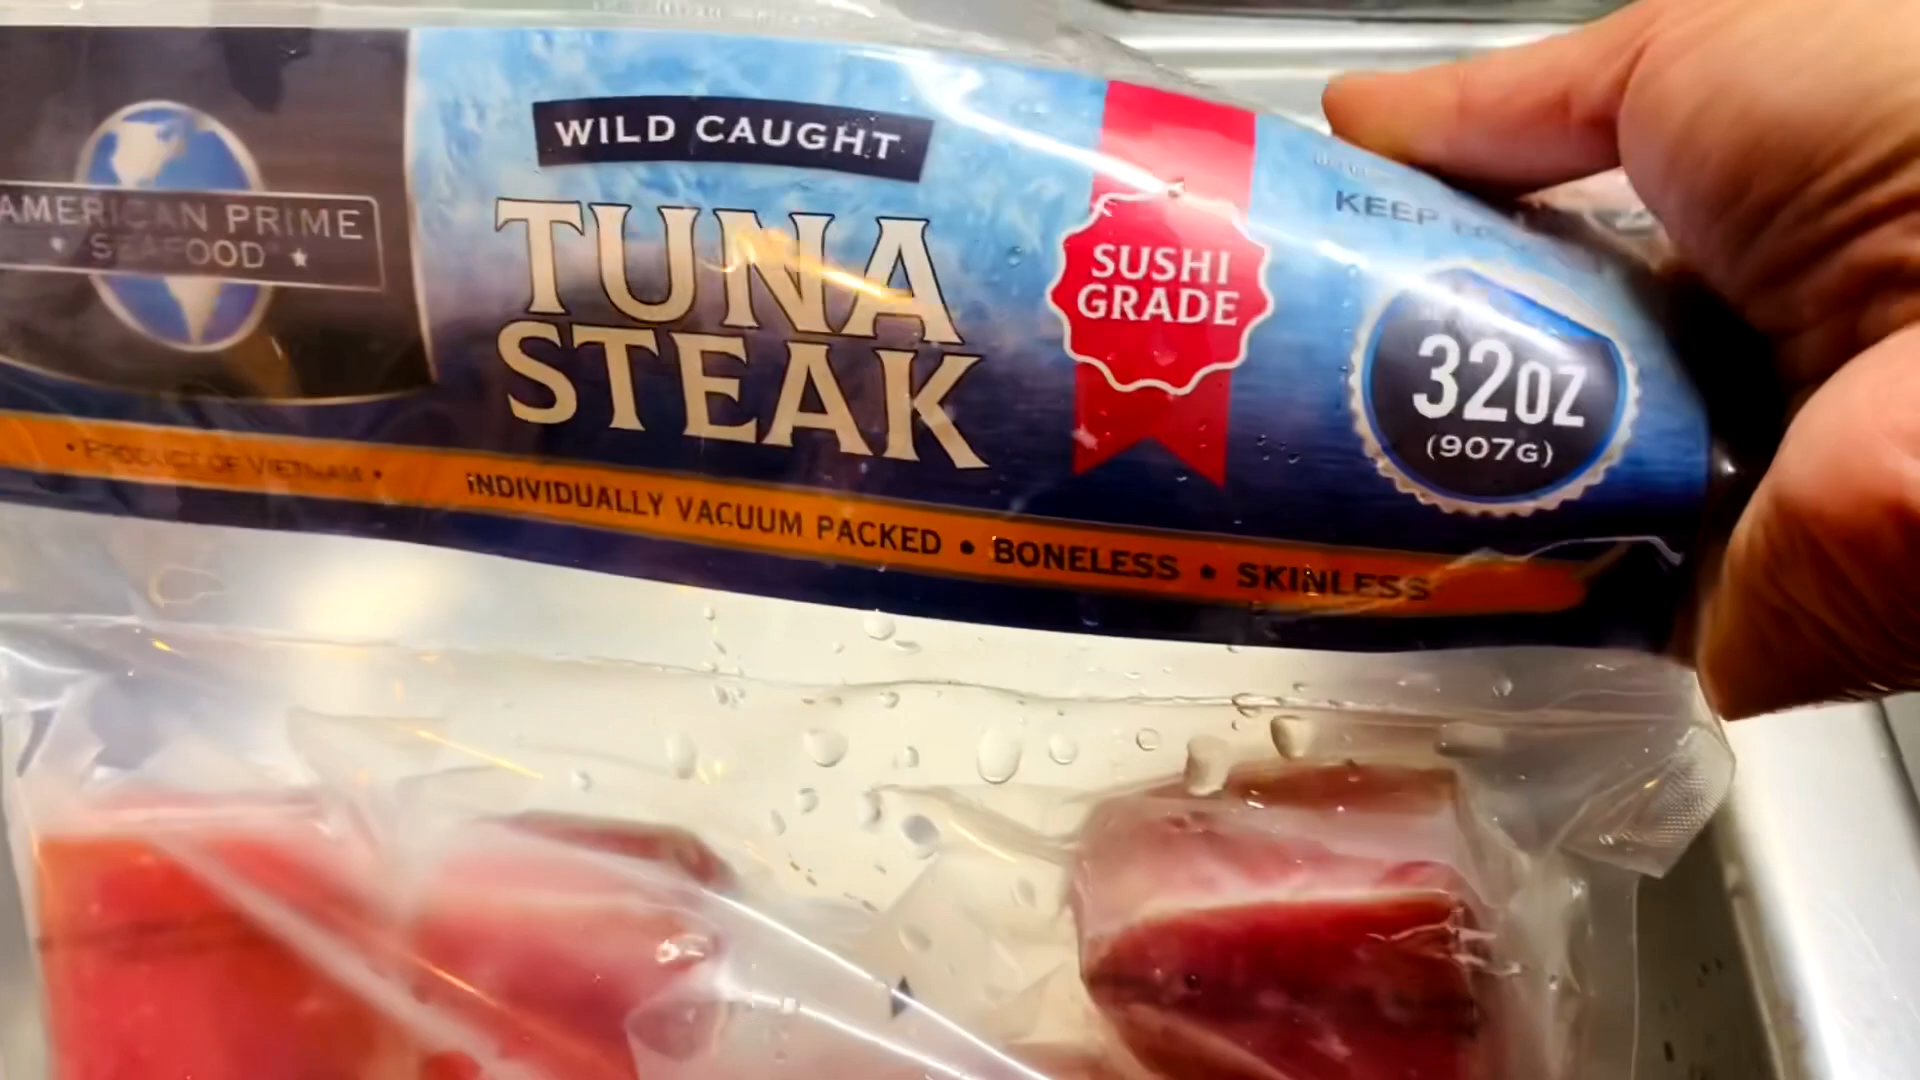 AMERICAN PRIME
SEAFOOD
WILD CAUGHT
TUNA
STEAK
SUSHI
GRADE
KEEP
32OZ
(907G)
• PRODUCT OF VIETNAM •
INDIVIDUALLY VACUUM PACKED • BONELESS • SKINLESS